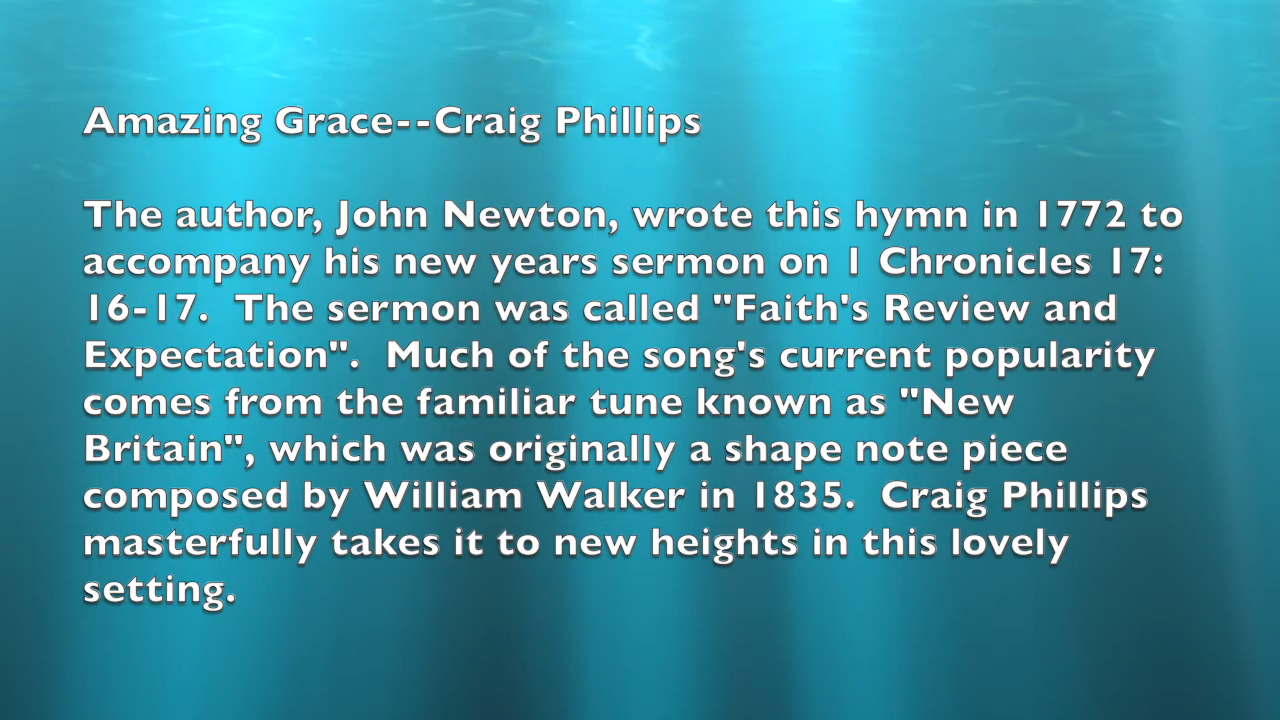 Amazing Grace--Craig Phillips
The author, John Newton, wrote this hymn in 1772 to
accompany his new years sermon on 1 Chronicles 17:
16-17.  The sermon was called "Faith's Review and
Expectation".  Much of the song's current popularity
comes from the familiar tune known as "New
Britain", which was originally a shape note piece
composed by William Walker in 1835.  Craig Phillips
masterfully takes it to new heights in this lovely
setting.